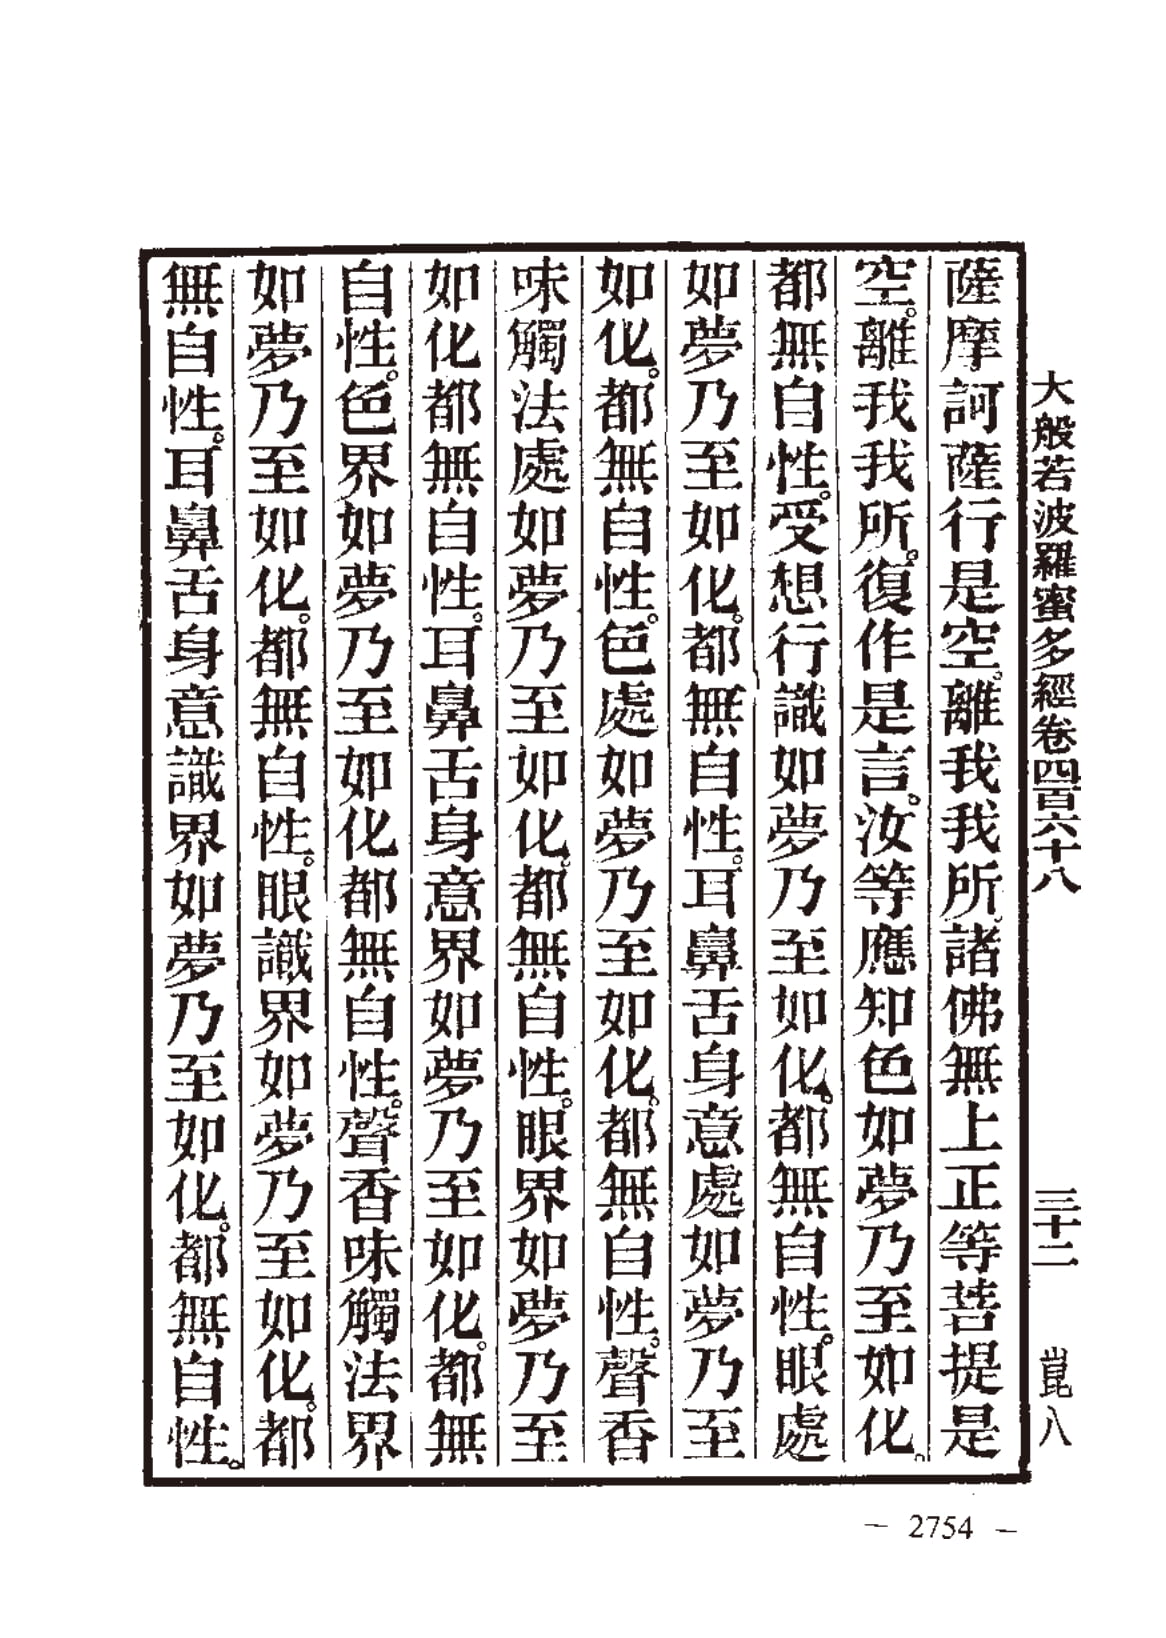 大般若波羅蜜多經卷四百六十八 三十二 崑八
薩摩訶薩行是空。離我我所。諸佛無上正等菩提是
空。離我我所。復作是言。汝等應知色如夢乃至如化。
都無自性。受想行識如夢乃至如化。都無自性。眼處
如夢乃至如化。都無自性。耳鼻舌身意處如夢乃至
如化。都無自性。色處如夢乃至如化。都無自性。聲香
味觸法處如夢乃至如化。都無自性。眼界如夢乃至
如化都無自性。耳鼻舌身意界如夢乃至如化。都無
自性。色界如夢乃至如化都無自性。聲香味觸法界
如夢乃至如化。都無自性。眼識界如夢乃至如化。都
無自性。耳鼻舌身意識界如夢乃至如化。都無自性。
— 2754 —